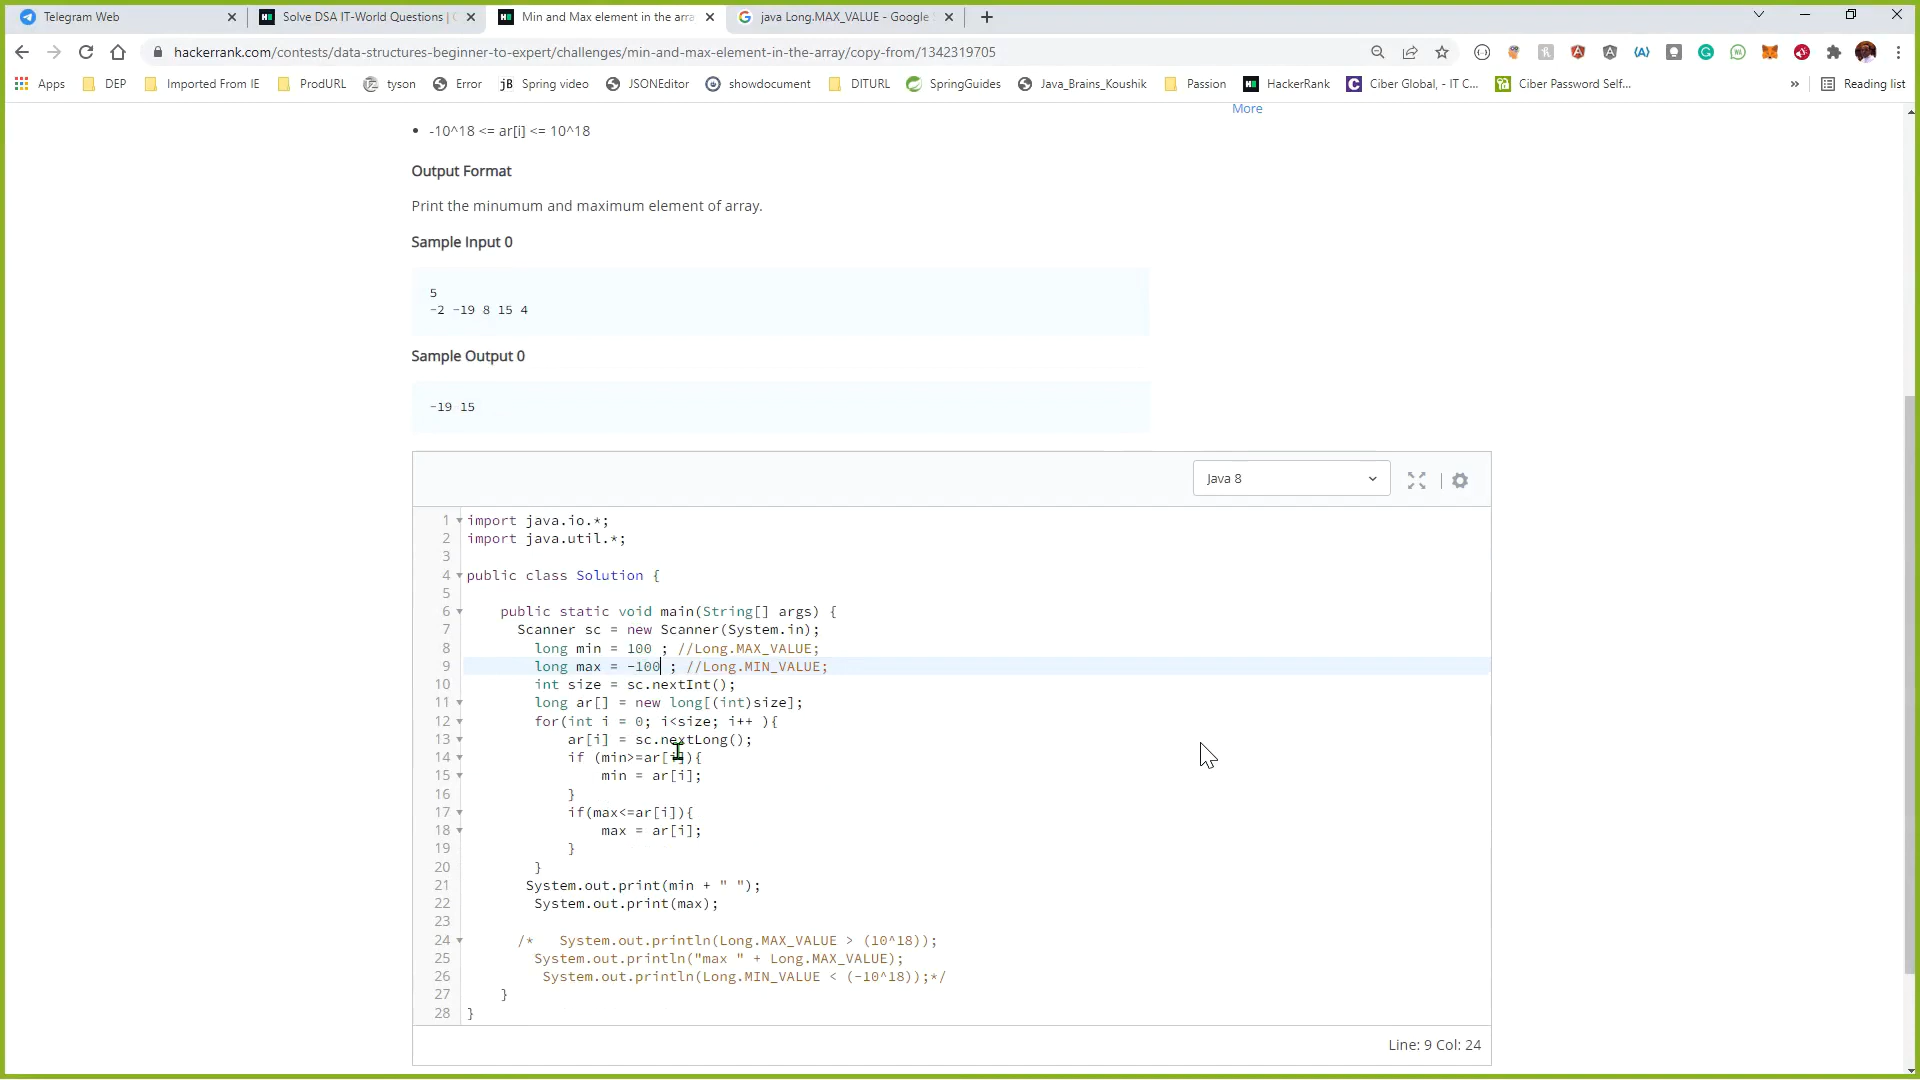 Telegram Web
Solve DSA IT-World Questions |
Min and Max element in the arra
java Long.MAX_VALUE - Google
hackerrank.com/contests/data-structures-beginner-to-expert/challenges/min-and-max-element-in-the-array/copy-from/1342319705
Apps DEP Imported From IE ProdURL tyson Error Spring video JSONEditor showdocument DITURL SpringGuides Java_Brains_Koushik Passion HackerRank Ciber Global, - IT C... Ciber Password Self... » Reading list
More
• -10^18 <= ar[i] <= 10^18
Output Format
Print the minumum and maximum element of array.
Sample Input 0
5
-2 -19 8 15 4
Sample Output 0
-19 15
Java 8
1 import java.io.*;
2 import java.util.*;
3
4 public class Solution {
5
6 public static void main(String[] args) {
7 Scanner sc = new Scanner(System.in);
8 long min = 100 ; //Long.MAX_VALUE;
9 long max = -100 ; //Long.MIN_VALUE;
10 int size = sc.nextInt();
11 long ar[] = new long[(int)size];
12 for(int i = 0; i<size; i++ ){
13 ar[i] = sc.nextLong();
14 if (min>=ar[i]){
15 min = ar[i];
16 }
17 if(max<=ar[i]){
18 max = ar[i];
19 }
20 }
21 System.out.print(min + " ");
22 System.out.print(max);
23
24 /* System.out.println(Long.MAX_VALUE > (10^18));
25 System.out.println("max " + Long.MAX_VALUE);
26 System.out.println(Long.MIN_VALUE < (-10^18));*/
27 }
28 }
Line: 9 Col: 24